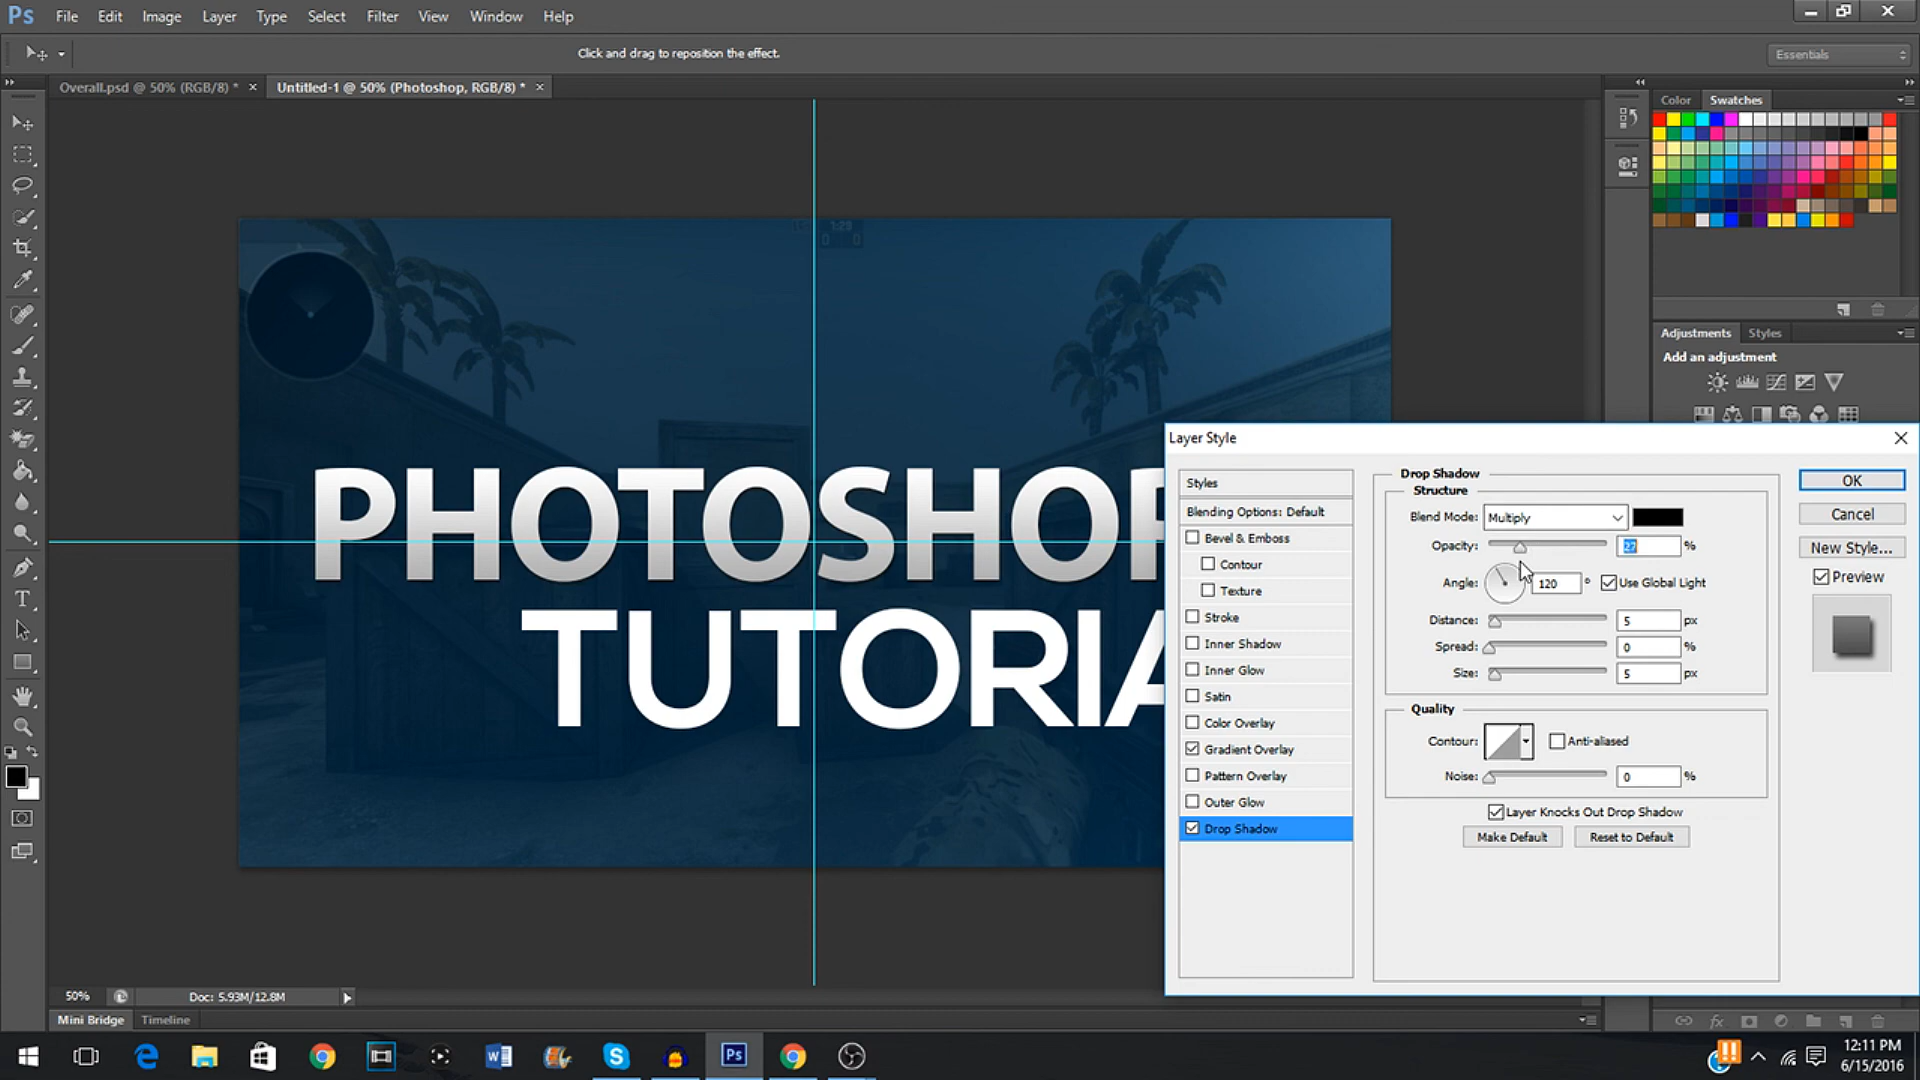 Ps File Edit Image Layer Type Select Filter View Window Help
Click and drag to reposition the effect.
Essentials
Overall.psd @ 50% (RGB/8) * ×
Untitled-1 @ 50% (Photoshop, RGB/8) * ×
Color Swatches
1:28
0 0
Adjustments Styles
Add an adjustment
PHOTOSHOP
TUTORIA
Layer Style
Styles
Blending Options: Default
Bevel & Emboss
Contour
Texture
Stroke
Inner Shadow
Inner Glow
Satin
Color Overlay
Gradient Overlay
Pattern Overlay
Outer Glow
Drop Shadow
Drop Shadow
Structure
Blend Mode: Multiply
Opacity: 27 %
Angle: 120 ° Use Global Light
Distance: 5 px
Spread: 0 %
Size: 5 px
Quality
Contour: Anti-aliased
Noise: 0 %
Layer Knocks Out Drop Shadow
Make Default Reset to Default
OK
Cancel
New Style...
Preview
50% Doc: 5.93M/12.8M
Mini Bridge Timeline
fx
12:11 PM
6/15/2016